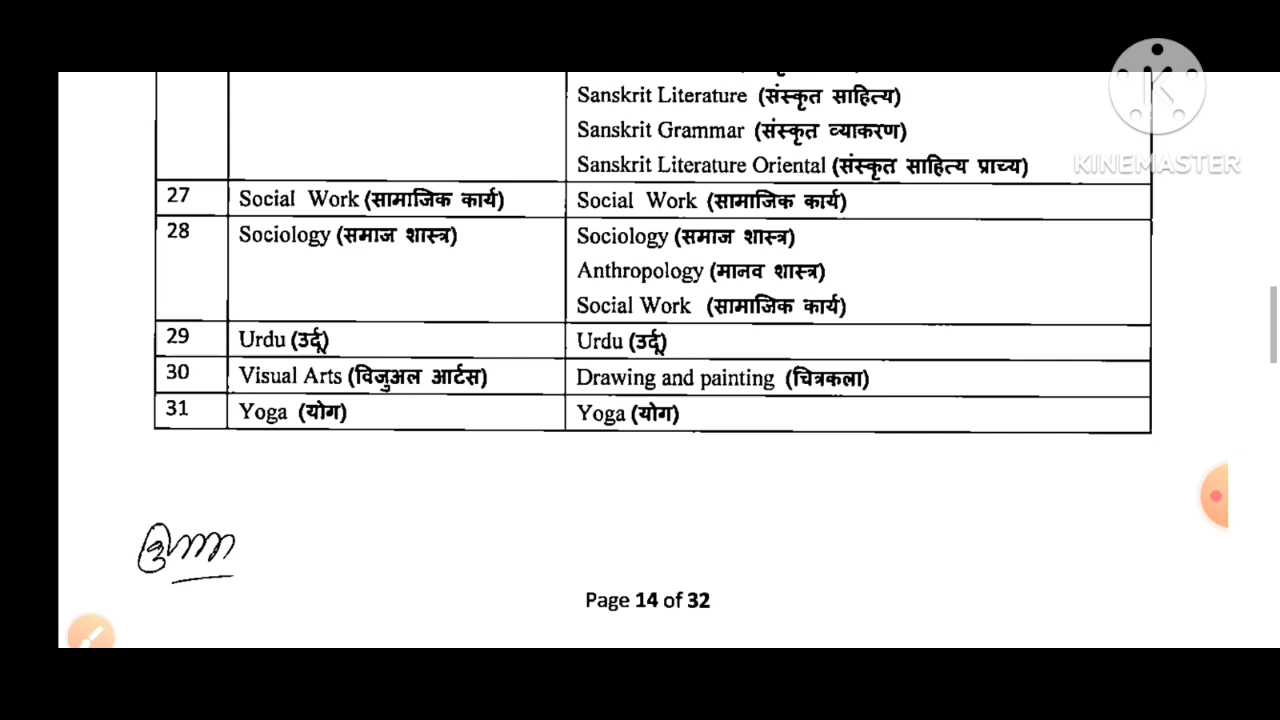 Sanskrit Literature (संस्कृत साहित्य)
Sanskrit Grammar (संस्कृत व्याकरण)
KINEMASTER
Sanskrit Literature Oriental (संस्कृत साहित्य प्राच्य)
27 Social Work (सामाजिक कार्य) Social Work (सामाजिक कार्य)
28 Sociology (समाज शास्त्र) Sociology (समाज शास्त्र)
Anthropology (मानव शास्त्र)
Social Work (सामाजिक कार्य)
29 Urdu (उर्दू) Urdu (उर्दू)
30 Visual Arts (विजुअल आर्टस) Drawing and painting (चित्रकला)
31 Yoga (योग) Yoga (योग)
Page 14 of 32